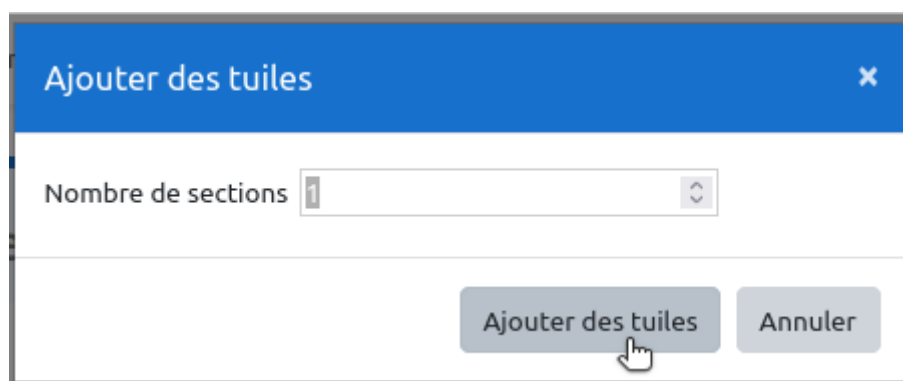 Ajouter des tuiles ×
Nombre de sections 1
Ajouter des tuiles Annuler